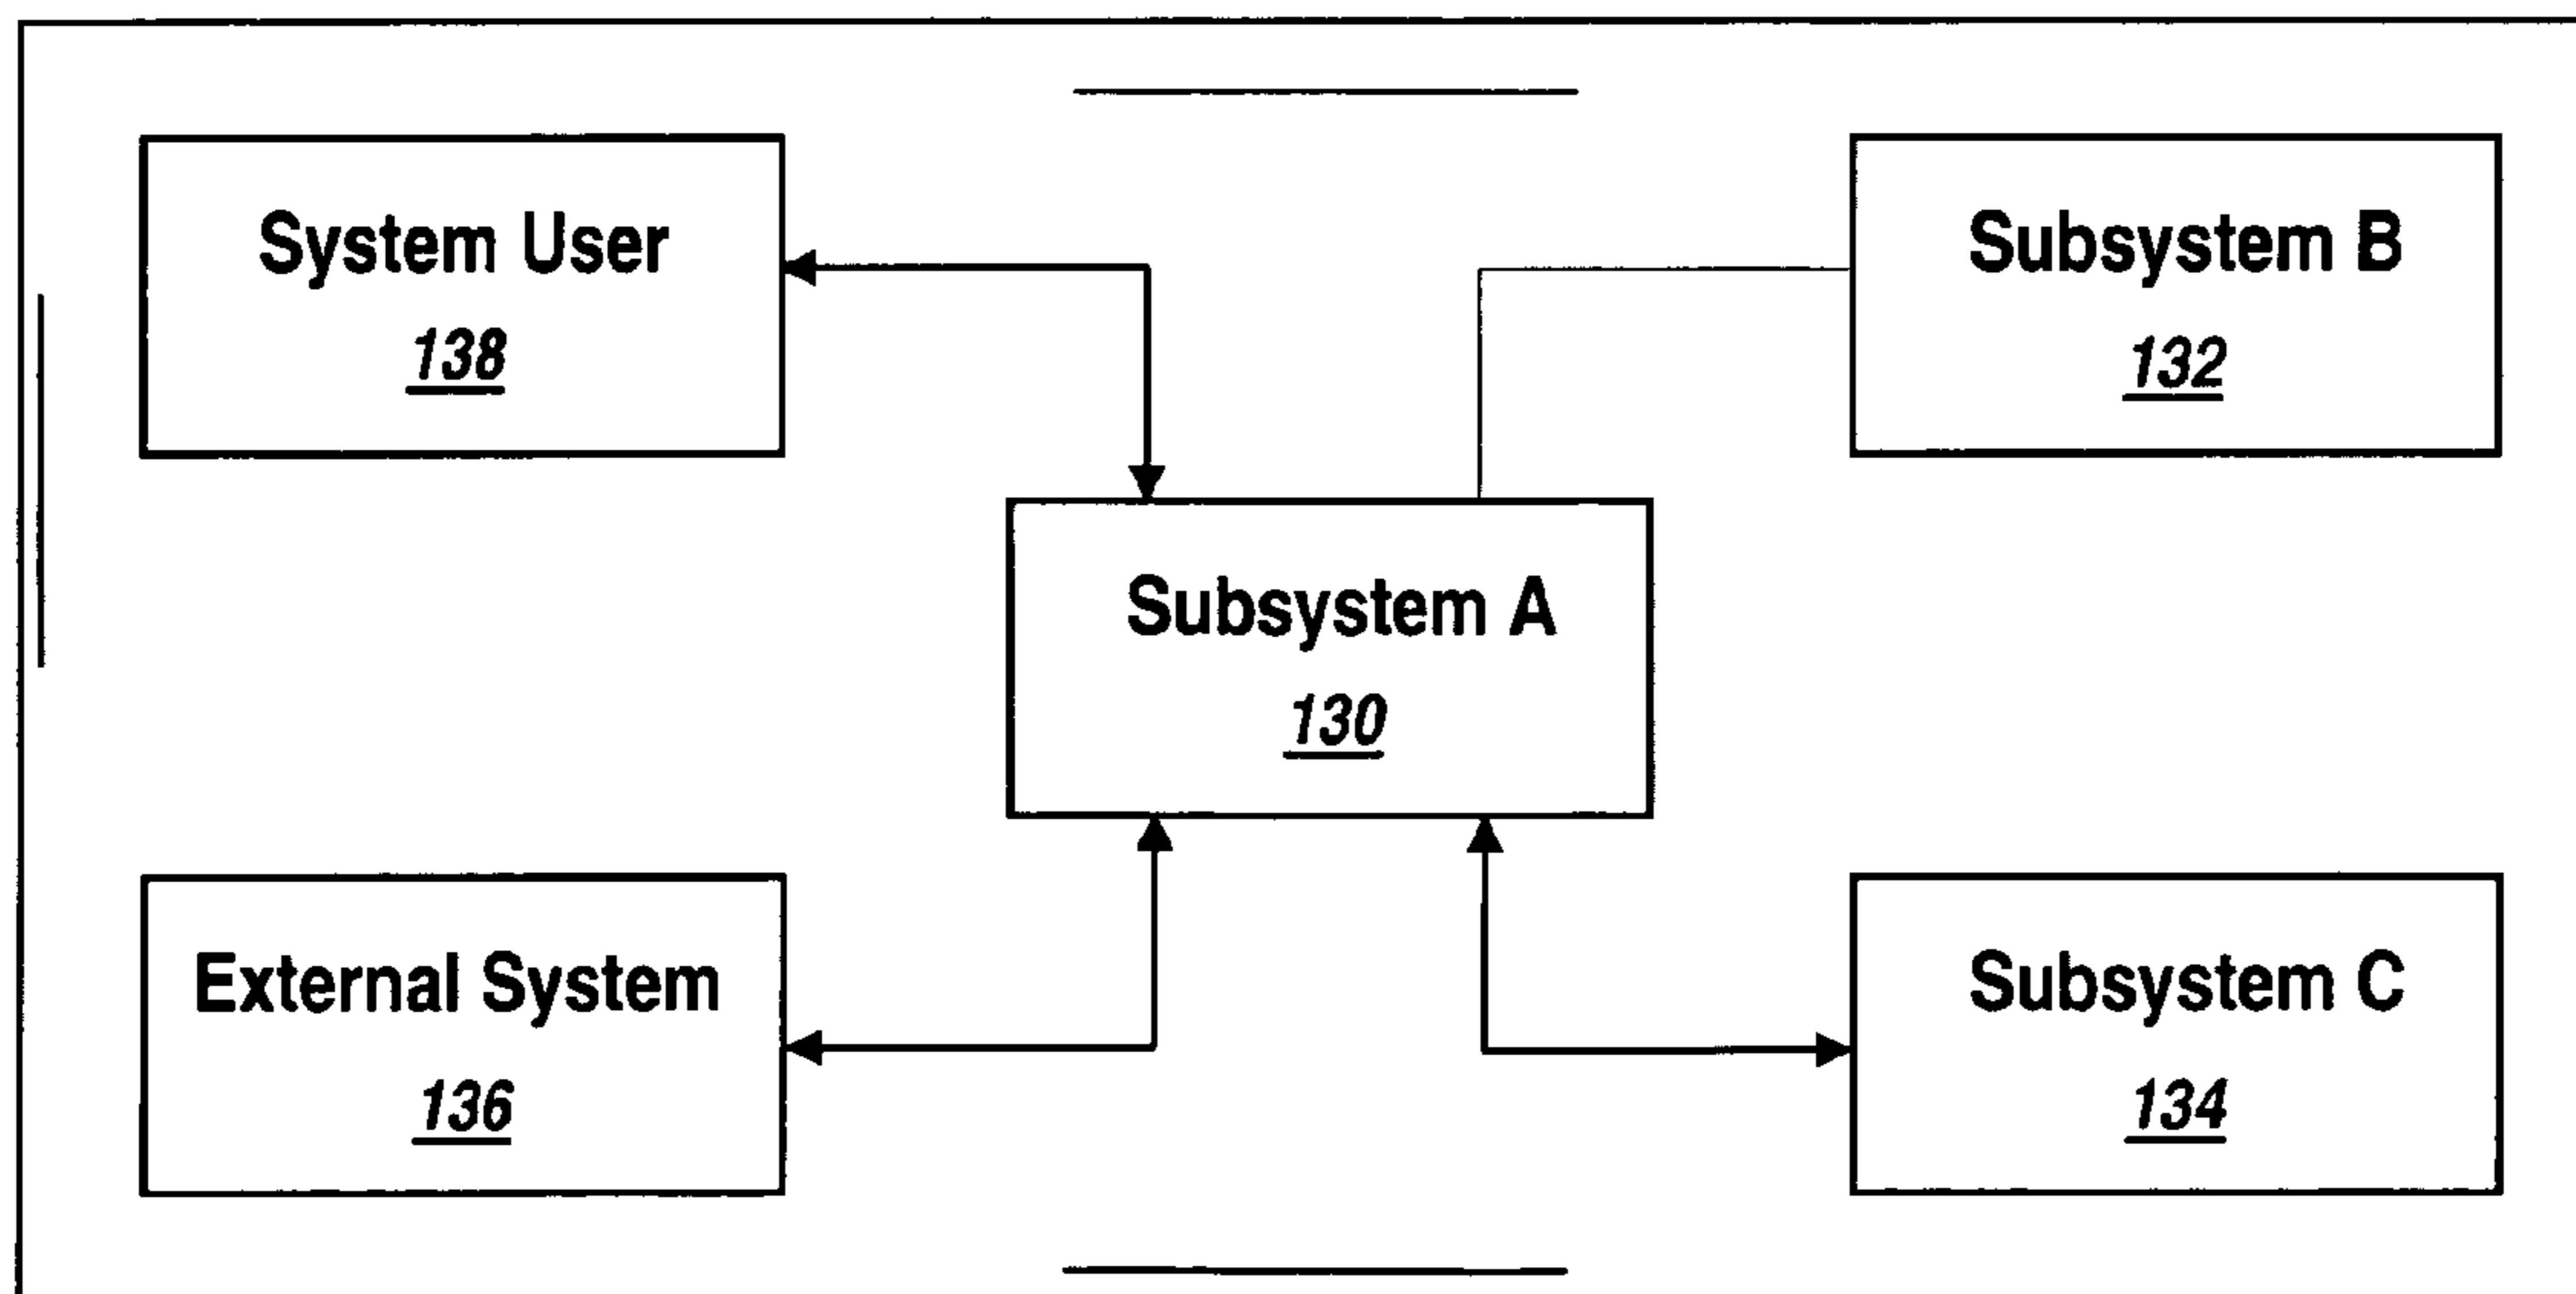 System User
138
Subsystem B
132
Subsystem A
130
External System
136
Subsystem C
134